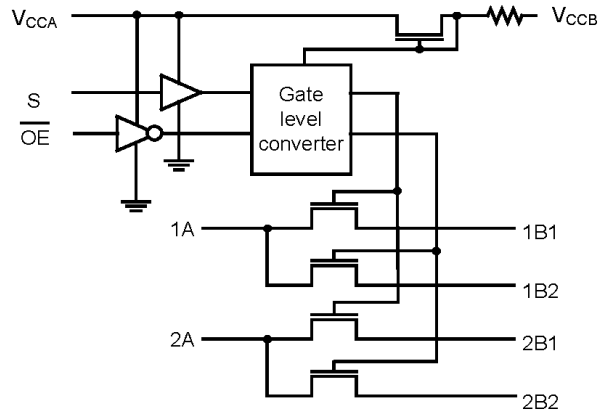 VCCA
VCCB
S
OE
Gate
level
converter
1A
1B1
1B2
2A
2B1
2B2